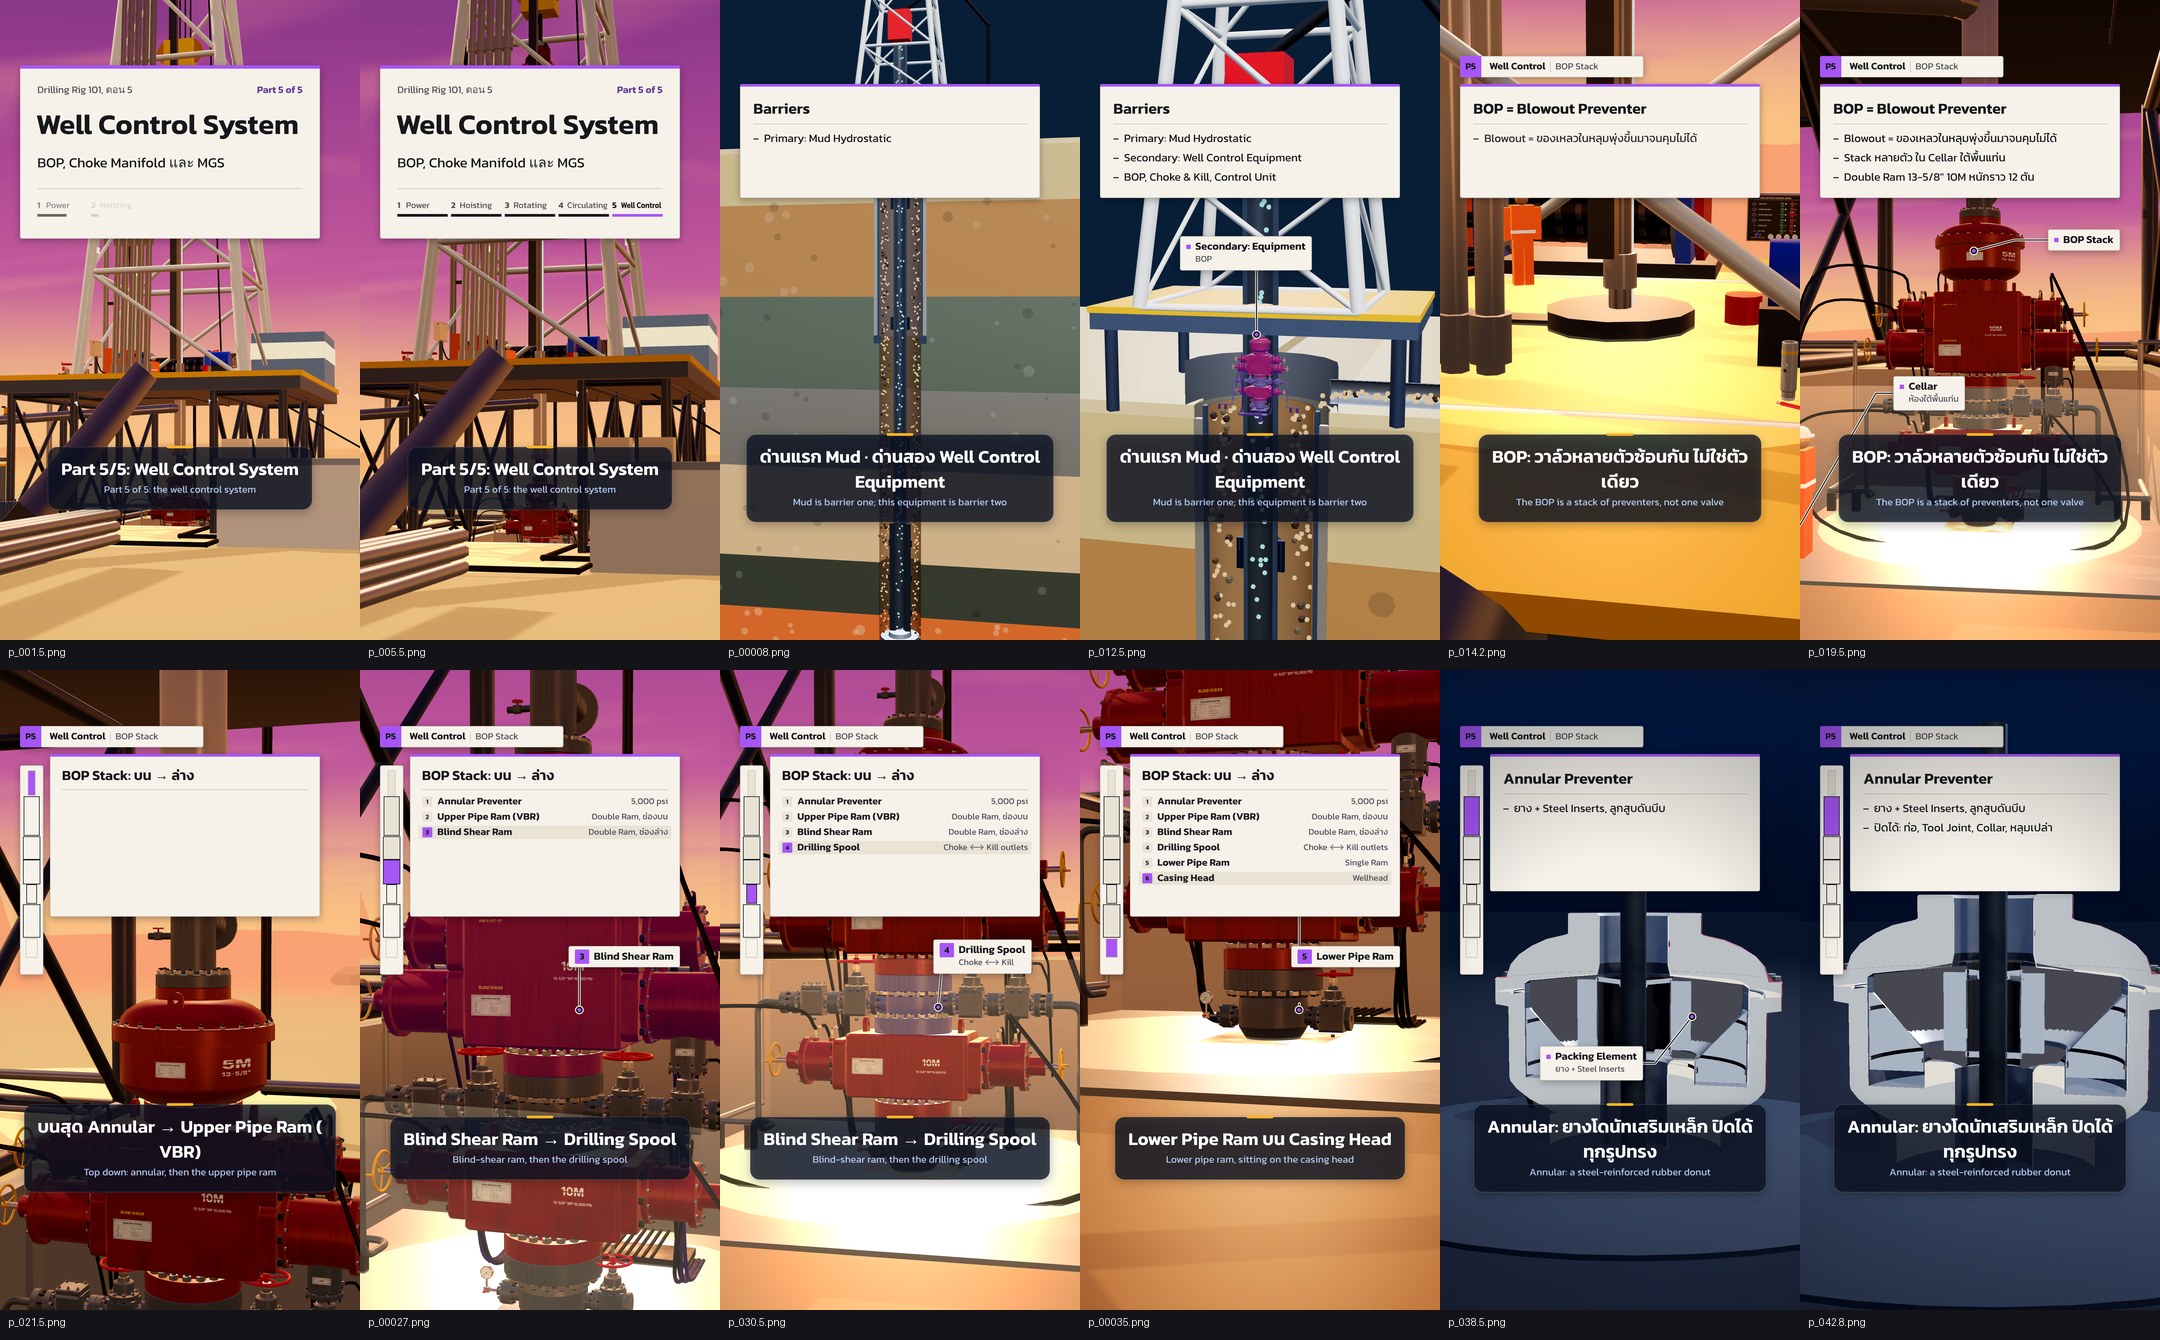 Drilling Rig 101, ตอน 5
Part 5 of 5
Well Control System
BOP, Choke Manifold และ MGS
1 Power
2 Hoisting
Part 5/5: Well Control System
Part 5 of 5: the well control system
p_001.5.png
Drilling Rig 101, ตอน 5
Part 5 of 5
Well Control System
BOP, Choke Manifold และ MGS
1 Power
2 Hoisting
3 Rotating
4 Circulating
5 Well Control
Part 5/5: Well Control System
Part 5 of 5: the well control system
p_005.5.png
Barriers
– Primary: Mud Hydrostatic
ด่านแรก Mud · ด่านสอง Well Control
Equipment
Mud is barrier one; this equipment is barrier two
p_00008.png
Barriers
– Primary: Mud Hydrostatic
– Secondary: Well Control Equipment
– BOP, Choke & Kill, Control Unit
Secondary: Equipment
BOP
ด่านแรก Mud · ด่านสอง Well Control
Equipment
Mud is barrier one; this equipment is barrier two
p_012.5.png
P5 Well Control | BOP Stack
BOP = Blowout Preventer
– Blowout = ของเหลวในหลุมพุ่งขึ้นมาจนคุมไม่ได้
BOP: วาล์วหลายตัวซ้อนกัน ไม่ใช่ตัว
เดียว
The BOP is a stack of preventers, not one valve
p_014.2.png
P5 Well Control | BOP Stack
BOP = Blowout Preventer
– Blowout = ของเหลวในหลุมพุ่งขึ้นมาจนคุมไม่ได้
– Stack หลายตัว ใน Cellar ใต้พื้นแท่น
– Double Ram 13-5/8" 10M หนักราว 12 ตัน
5M
BOP Stack
10M
Cellar
ห้องใต้พื้นแท่น
BOP: วาล์วหลายตัวซ้อนกัน ไม่ใช่ตัว
เดียว
The BOP is a stack of preventers, not one valve
p_019.5.png
P5 Well Control | BOP Stack
BOP Stack: บน → ล่าง
5M
13-5/8"
บนสุด Annular → Upper Pipe Ram (
VBR)
Top down: annular, then the upper pipe ram
10M
p_021.5.png
P5 Well Control | BOP Stack
BOP Stack: บน → ล่าง
1 Annular Preventer 5,000 psi
2 Upper Pipe Ram (VBR) Double Ram, ช่องบน
3 Blind Shear Ram Double Ram, ช่องล่าง
3 Blind Shear Ram
BLIND SHEAR
Blind Shear Ram → Drilling Spool
Blind-shear ram, then the drilling spool
10M
p_00027.png
P5 Well Control | BOP Stack
BOP Stack: บน → ล่าง
1 Annular Preventer 5,000 psi
2 Upper Pipe Ram (VBR) Double Ram, ช่องบน
3 Blind Shear Ram Double Ram, ช่องล่าง
4 Drilling Spool Choke ⟷ Kill outlets
4 Drilling Spool
Choke ⟷ Kill
10M
Blind Shear Ram → Drilling Spool
Blind-shear ram, then the drilling spool
p_030.5.png
P5 Well Control | BOP Stack
BOP Stack: บน → ล่าง
1 Annular Preventer 5,000 psi
2 Upper Pipe Ram (VBR) Double Ram, ช่องบน
3 Blind Shear Ram Double Ram, ช่องล่าง
4 Drilling Spool Choke ⟷ Kill outlets
5 Lower Pipe Ram Single Ram
6 Casing Head Wellhead
5 Lower Pipe Ram
Lower Pipe Ram บน Casing Head
Lower pipe ram, sitting on the casing head
p_00035.png
P5 Well Control | BOP Stack
Annular Preventer
– ยาง + Steel Inserts, ลูกสูบดันบีบ
Packing Element
ยาง + Steel Inserts
Annular: ยางโดนัทเสริมเหล็ก ปิดได้
ทุกรูปทรง
Annular: a steel-reinforced rubber donut
p_038.5.png
P5 Well Control | BOP Stack
Annular Preventer
– ยาง + Steel Inserts, ลูกสูบดันบีบ
– ปิดได้: ท่อ, Tool Joint, Collar, หลุมเปล่า
Annular: ยางโดนัทเสริมเหล็ก ปิดได้
ทุกรูปทรง
Annular: a steel-reinforced rubber donut
p_042.8.png